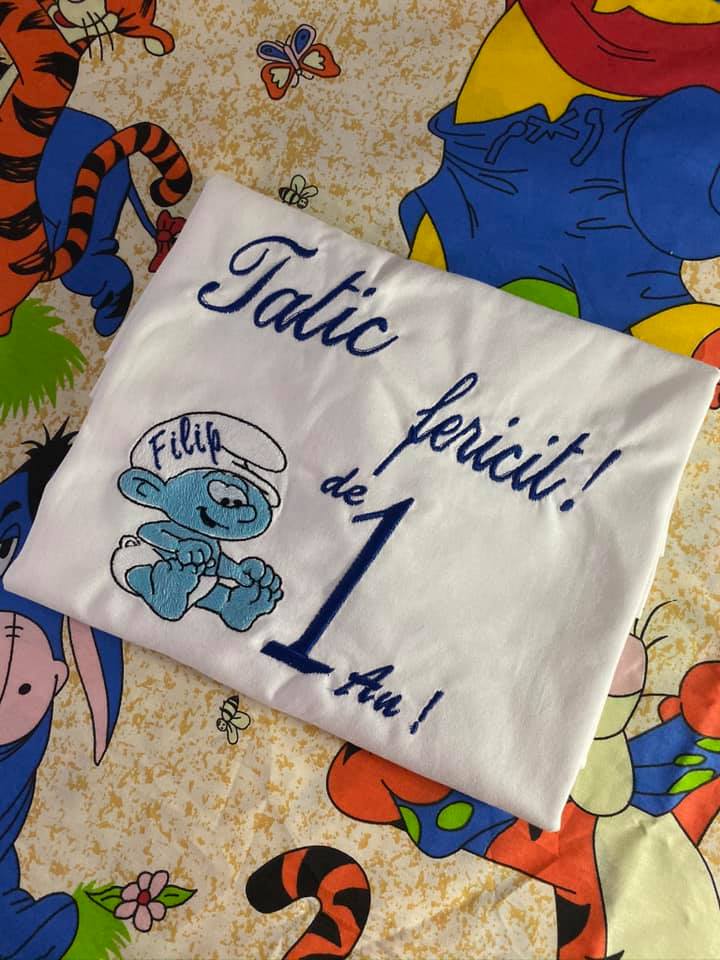 Tatic
fericit!
Filip
de
1
An!